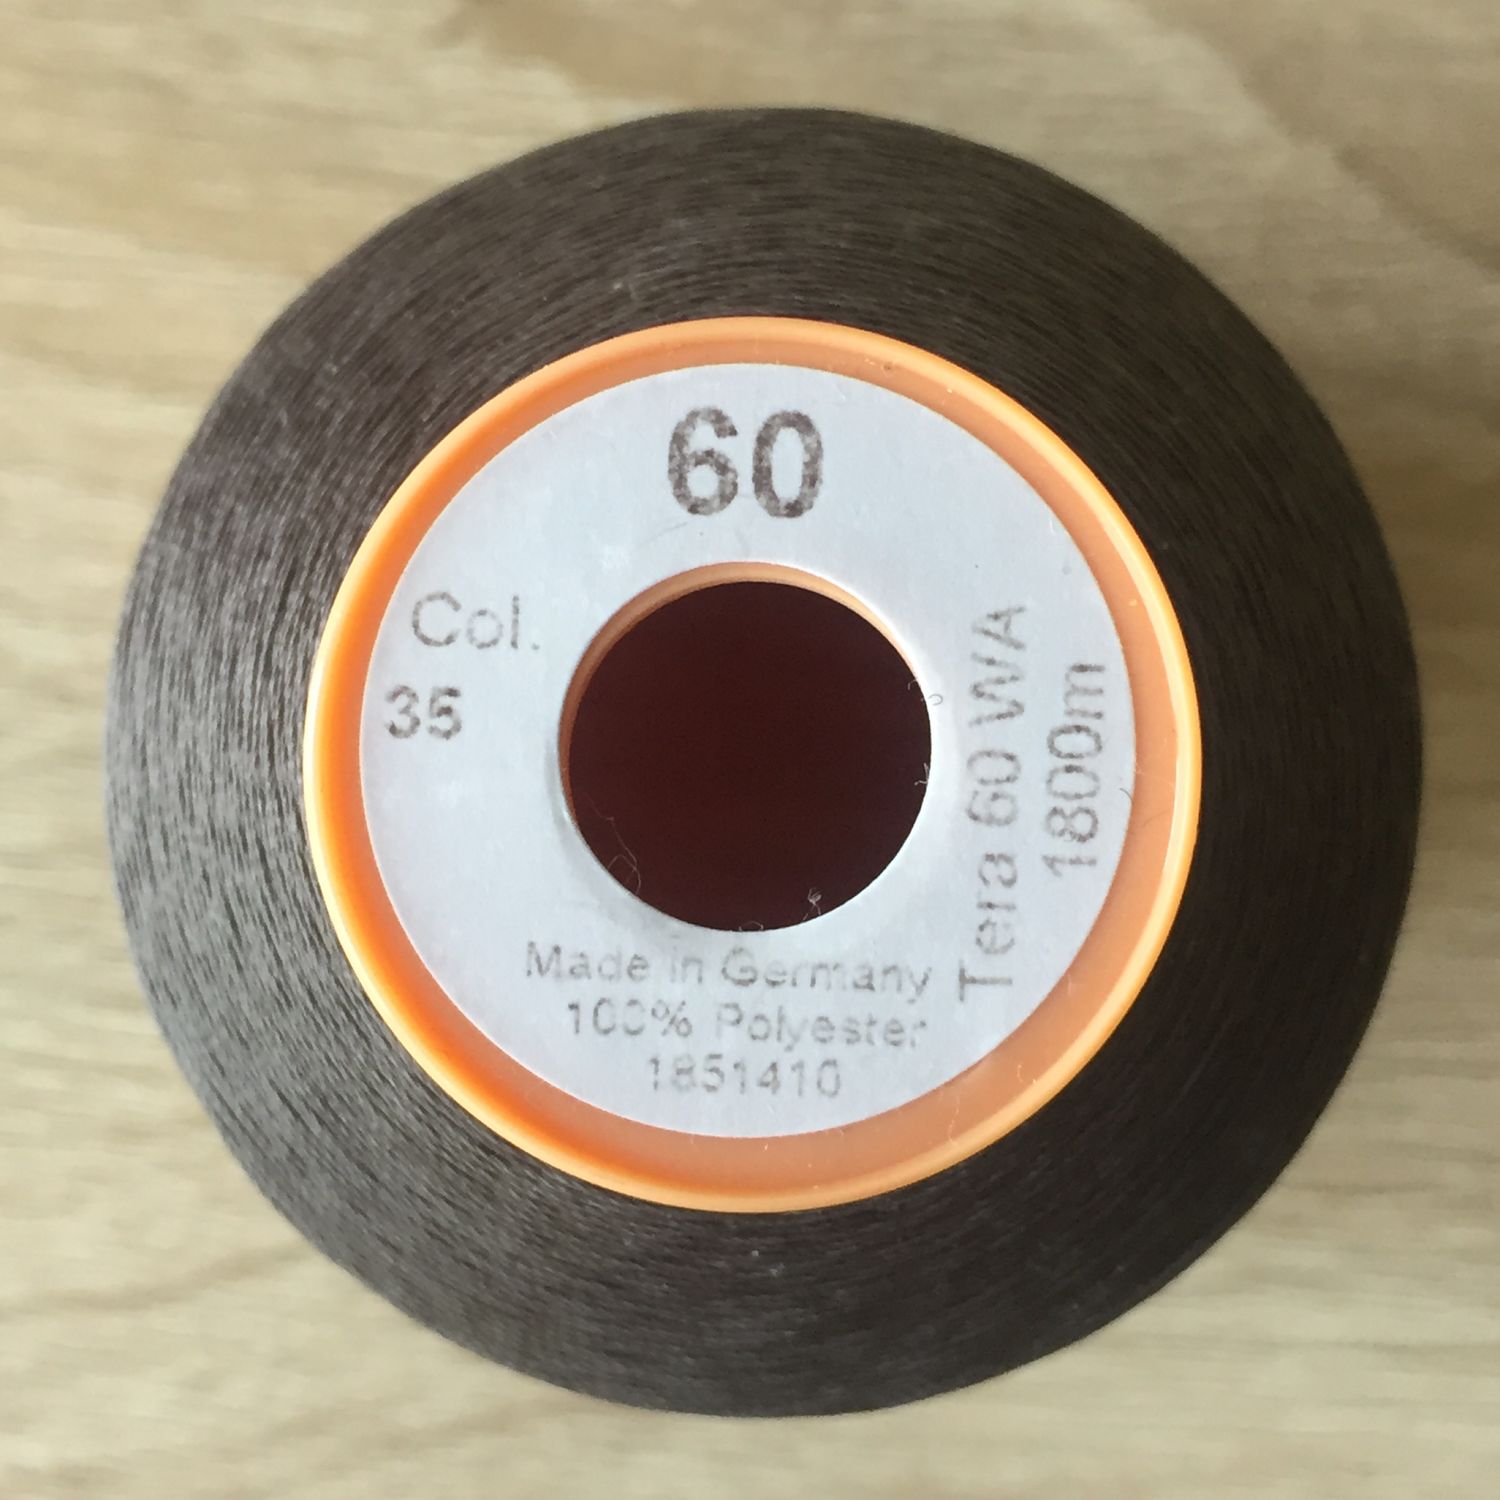 60
Col.
35
Tera 60 WA
1800m
Made in Germany
100% Polyester
1851410